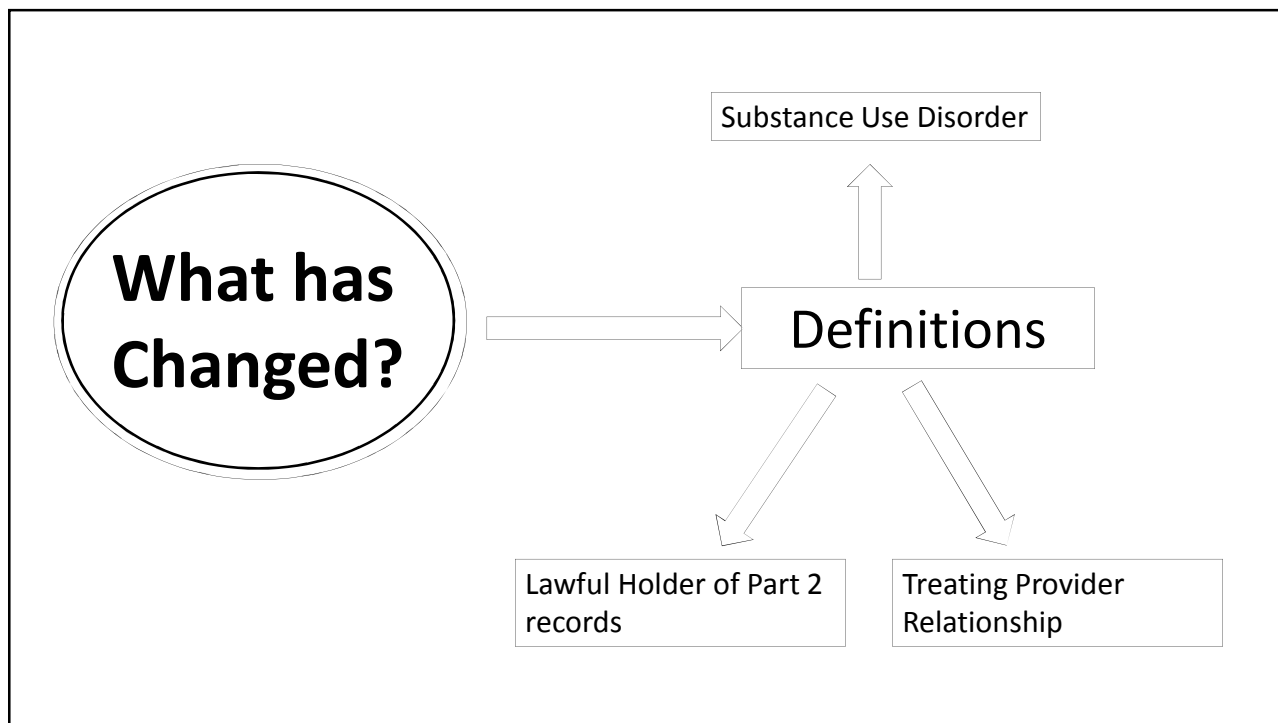 Substance Use Disorder
What has
Changed?
Definitions
Lawful Holder of Part 2
records
Treating Provider
Relationship